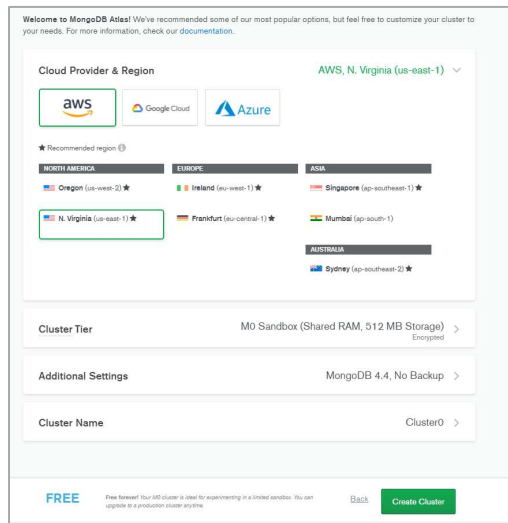 Welcome to MongoDB Atlas! We've recommended some of our most popular options, but feel free to customize your cluster to
your needs. For more information, check our documentation.
Cloud Provider & Region
AWS, N. Virginia (us-east-1)
aws
Google Cloud
Azure
★ Recommended region
NORTH AMERICA
EUROPE
ASIA
Oregon (us-west-2) ★
Ireland (eu-west-1) ★
Singapore (ap-southeast-1) ★
N. Virginia (us-east-1) ★
Frankfurt (eu-central-1) ★
Mumbai (ap-south-1)
AUSTRALIA
Sydney (ap-southeast-2) ★
Cluster Tier
M0 Sandbox (Shared RAM, 512 MB Storage)
Encrypted
Additional Settings
MongoDB 4.4, No Backup
Cluster Name
Cluster0
FREE
Free forever! Your M0 cluster is ideal for experimenting in a limited sandbox. You can
upgrade to a production cluster anytime.
Back
Create Cluster